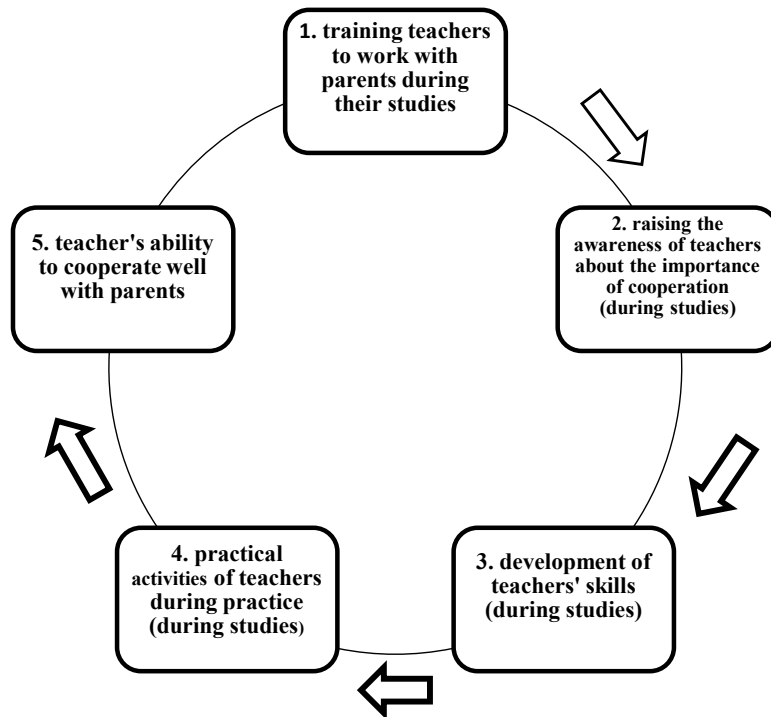 1. training teachers
to work with
parents during
their studies
2. raising the
awareness of teachers
about the importance
of cooperation
(during studies)
3. development of
teachers' skills
(during studies)
4. practical
activities of teachers
during practice
(during studies)
5. teacher's ability
to cooperate well
with parents